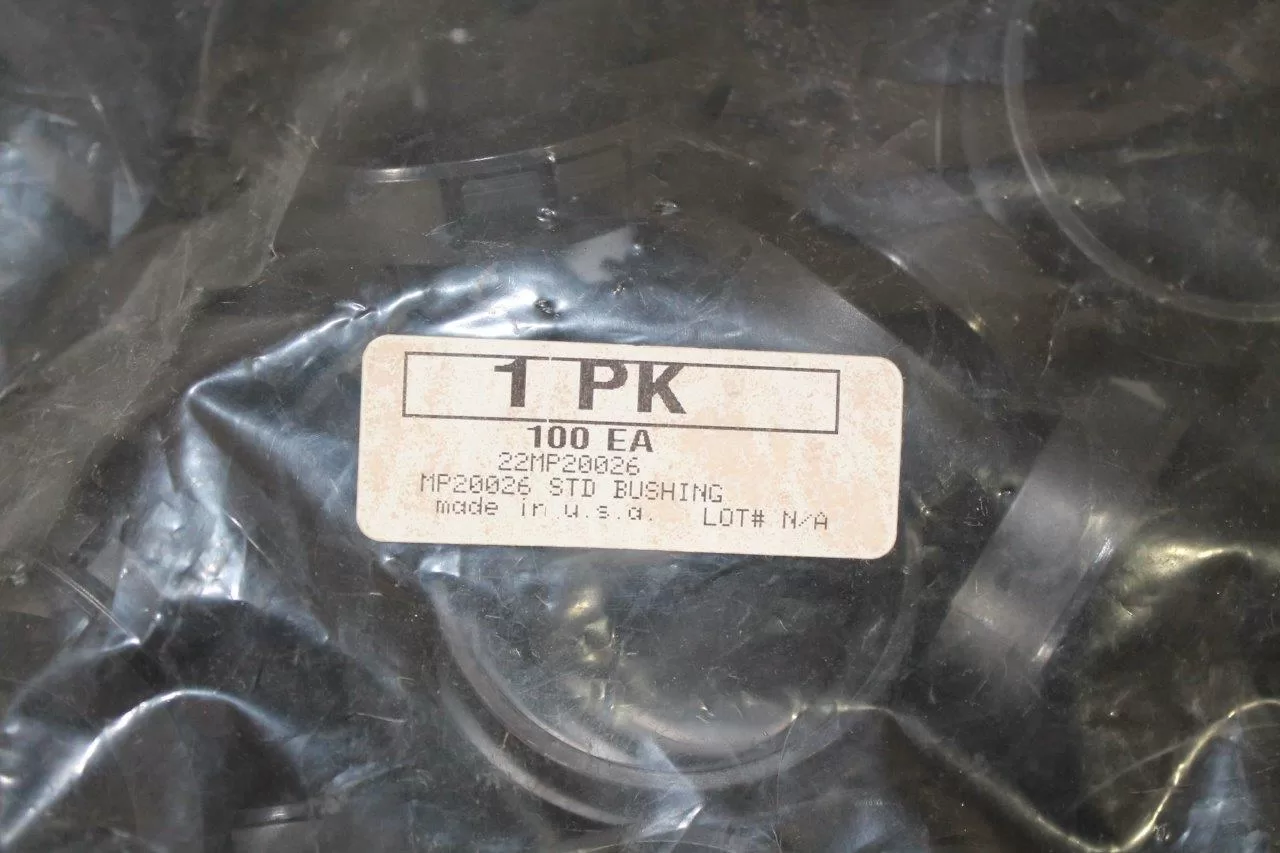 1 PK
100 EA
22MP20026
MP20026 STD BUSHING
made in u.s.a. LOT# N/A